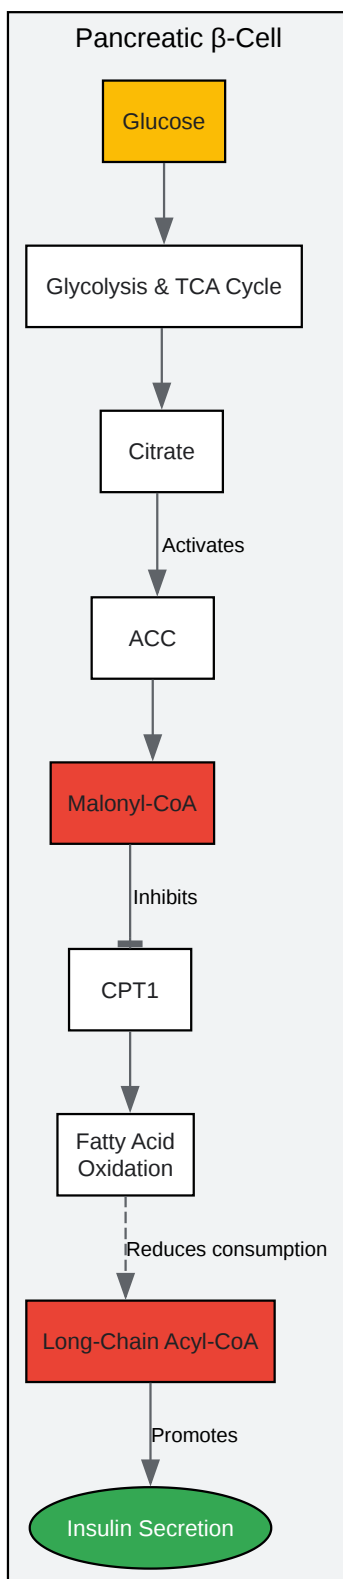 Pancreatic β-Cell
Glucose
Glycolysis & TCA Cycle
Citrate
Activates
ACC
Malonyl-CoA
Inhibits
CPT1
Fatty Acid
Oxidation
Reduces consumption
Long-Chain Acyl-CoA
Promotes
Insulin Secretion